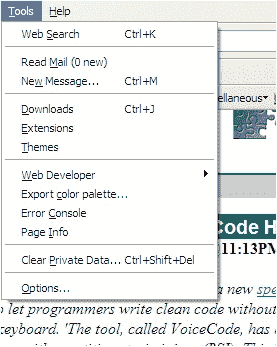 Tools Help
Web Search Ctrl+K
Read Mail (0 new)
New Message... Ctrl+M
Downloads Ctrl+J
ellaneous
Extensions
Themes
Web Developer
Export color palette...
Error Console
Code H
Page Info
11:13PM
Clear Private Data... Ctrl+Shift+Del
Options...
a new spe
let programmers write clean code without
keyboard. 'The tool, called VoiceCode, has